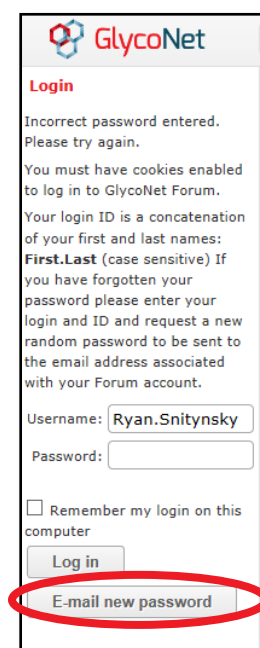 GlycoNet
Login
Incorrect password entered.
Please try again.
You must have cookies enabled
to log in to GlycoNet Forum.
Your login ID is a concatenation
of your first and last names:
First.Last (case sensitive) If
you have forgotten your
password please enter your
login and ID and request a new
random password to be sent to
the email address associated
with your Forum account.
Username: Ryan.Snitynsky
Password:
Remember my login on this
computer
Log in
E-mail new password